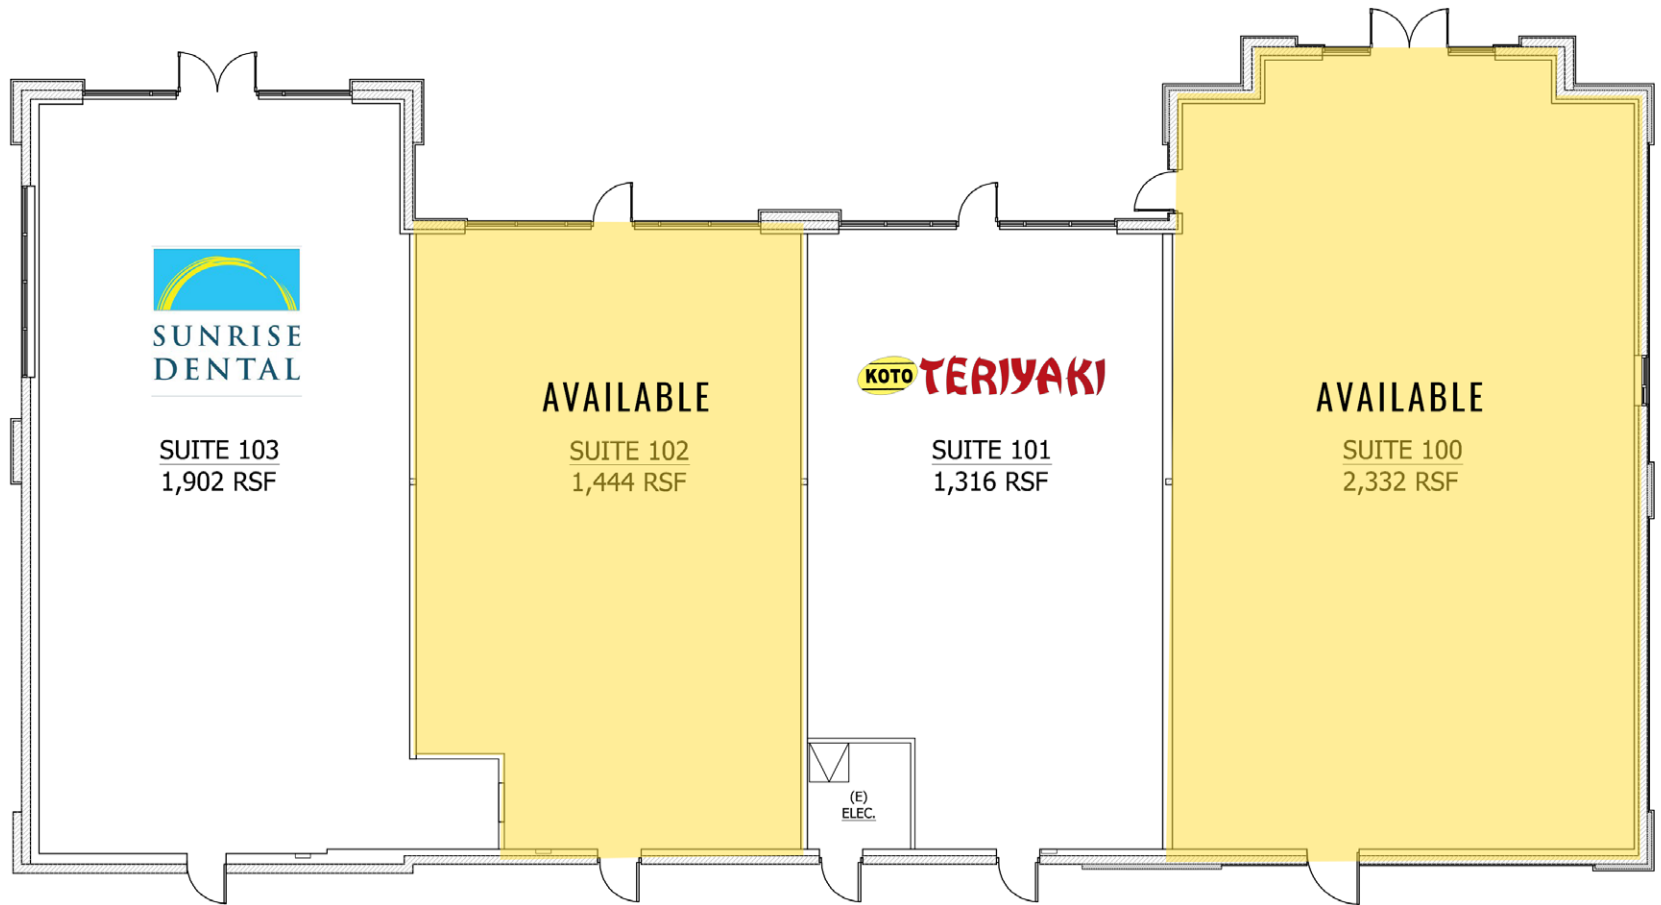 SUNRISE
DENTAL
SUITE 103
1,902 RSF
AVAILABLE
SUITE 102
1,444 RSF
KOTO TERIYAKI
SUITE 101
1,316 RSF
(E)
ELEC.
AVAILABLE
SUITE 100
2,332 RSF